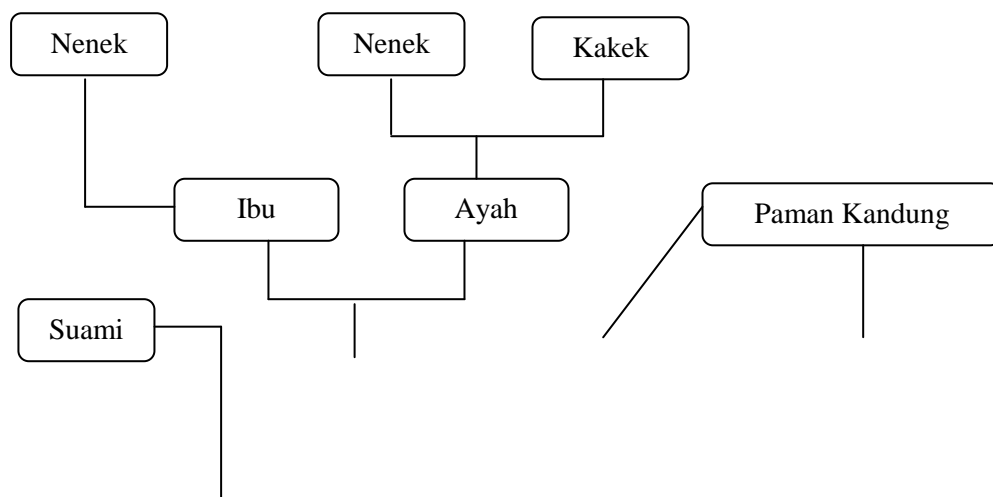 Nenek
Nenek
Kakek
Ibu
Ayah
Paman Kandung
Suami